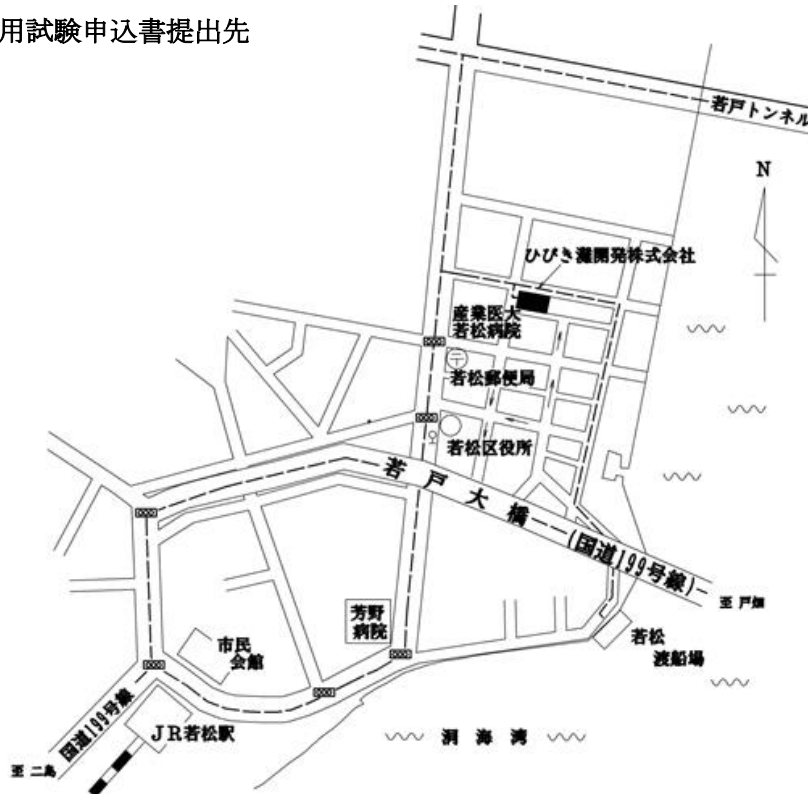 用試験申込書提出先
若戸トンネル
N
ひびき灘開発株式会社
産業医大
若松病院
〒
若松郵便局
若松区役所
若戸大橋
(国道199号線)
至 戸畑
芳野
病院
市民
会館
若松
渡船場
国道199号線
JR若松駅
洞海湾
至 二島